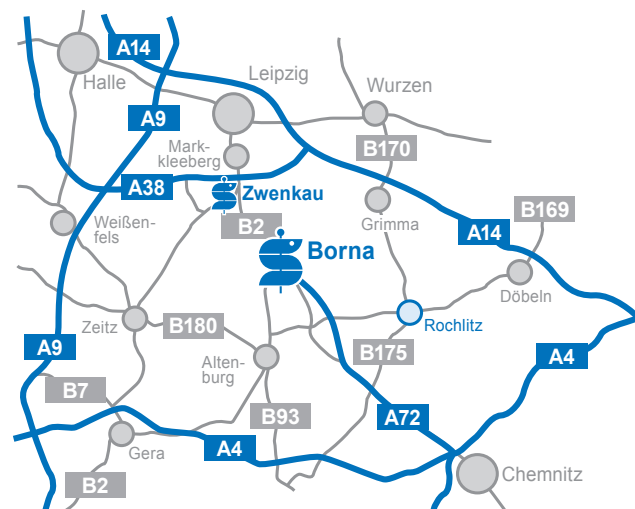 A14
Halle
Leipzig
Wurzen
A9
Mark-
kleeberg
B170
A38
Zwenkau
Weißen-
fels
B2
Grimma
B169
A14
Borna
Döbeln
Zeitz
B180
Rochlitz
A9
Alten-
burg
B175
A4
B7
B93
A72
Gera
A4
B2
Chemnitz